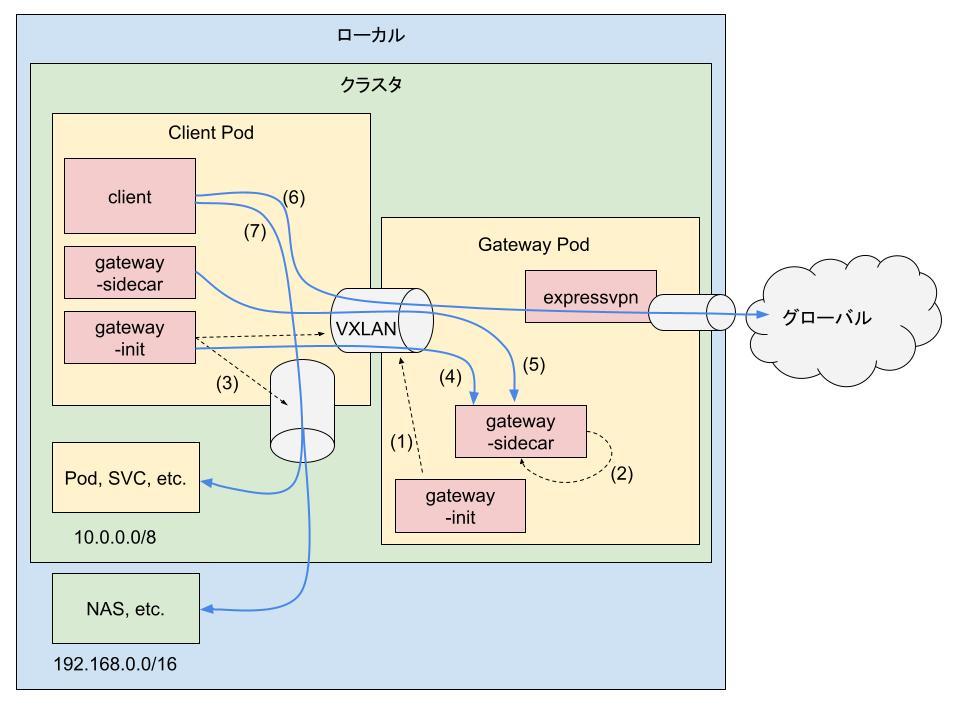 ローカル
クラスタ
Client Pod
client
(6)
(7)
gateway
-sidecar
gateway
-init
(3)
VXLAN
Gateway Pod
expressvpn
グローバル
(4)
(5)
(1)
gateway
-sidecar
(2)
gateway
-init
Pod, SVC, etc.
10.0.0.0/8
NAS, etc.
192.168.0.0/16